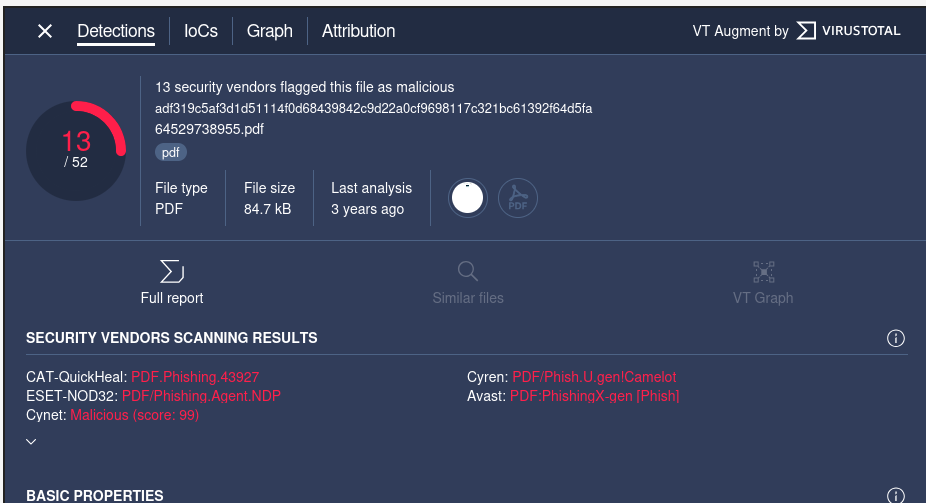 Detections IoCs Graph Attribution VT Augment by VIRUSTOTAL
13 security vendors flagged this file as malicious
adf319c5af3d1d51114f0d68439842c9d22a0cf9698117c321bc61392f64d5fa
13
/ 52
64529738955.pdf
pdf
File type File size Last analysis
PDF 84.7 kB 3 years ago
PDF
Full report Similar files VT Graph
SECURITY VENDORS SCANNING RESULTS
CAT-QuickHeal: PDF.Phishing.43927 Cyren: PDF/Phish.U.gen!Camelot
ESET-NOD32: PDF/Phishing.Agent.NDP Avast: PDF:PhishingX-gen [Phish]
Cynet: Malicious (score: 99)
BASIC PROPERTIES